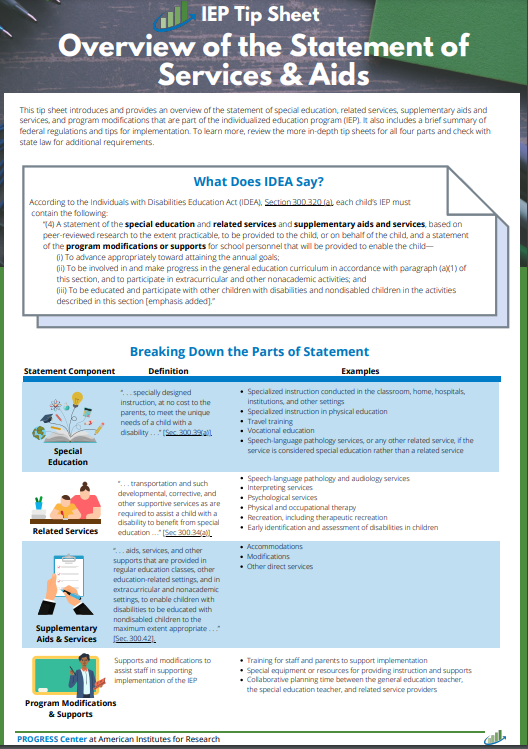 IEP Tip Sheet
Overview of the Statement of
Services & Aids
This tip sheet introduces and provides an overview of the statement of special education, related services, supplementary aids and
services, and program modifications that are part of the individualized education program (IEP). It also includes a brief summary of
federal regulations and tips for implementation. To learn more, review the more in-depth tip sheets for all four parts and check with
state law for additional requirements.
What Does IDEA Say?
According to the Individuals with Disabilities Education Act (IDEA), Section 300.320 (a), each child's IEP must
contain the following:
"(4) A statement of the special education and related services and supplementary aids and services, based on
peer-reviewed research to the extent practicable, to be provided to the child, or on behalf of the child, and a statement
of the program modifications or supports for school personnel that will be provided to enable the child—
(i) To advance appropriately toward attaining the annual goals;
(ii) To be involved in and make progress in the general education curriculum in accordance with paragraph (a)(1) of
this section, and to participate in extracurricular and other nonacademic activities; and
(iii) To be educated and participate with other children with disabilities and nondisabled children in the activities
described in this section [emphasis added]."
Breaking Down the Parts of Statement
Statement Component Definition Examples
Special
Education
". . . specially designed
instruction, at no cost to the
parents, to meet the unique
needs of a child with a
disability . . ." [Sec. 300.39(a)].
• Specialized instruction conducted in the classroom, home, hospitals,
institutions, and other settings
• Specialized instruction in physical education
• Travel training
• Vocational education
• Speech-language pathology services, or any other related service, if the
service is considered special education rather than a related service
Related Services
". . . transportation and such
developmental, corrective, and
other supportive services as are
required to assist a child with a
disability to benefit from special
education ..." [Sec 300.34(a)].
• Speech-language pathology and audiology services
• Interpreting services
• Psychological services
• Physical and occupational therapy
• Recreation, including therapeutic recreation
• Early identification and assessment of disabilities in children
Supplementary
Aids & Services
". . . aids, services, and other
supports that are provided in
regular education classes, other
education-related settings, and in
extracurricular and nonacademic
settings, to enable children with
disabilities to be educated with
nondisabled children to the
maximum extent appropriate . . ."
[Sec. 300.42].
• Accommodations
• Modifications
• Other direct services
Program Modifications
& Supports
Supports and modifications to
assist staff in supporting
implementation of the IEP
• Training for staff and parents to support implementation
• Special equipment or resources for providing instruction and supports
• Collaborative planning time between the general education teacher,
the special education teacher, and related service providers
PROGRESS Center at American Institutes for Research